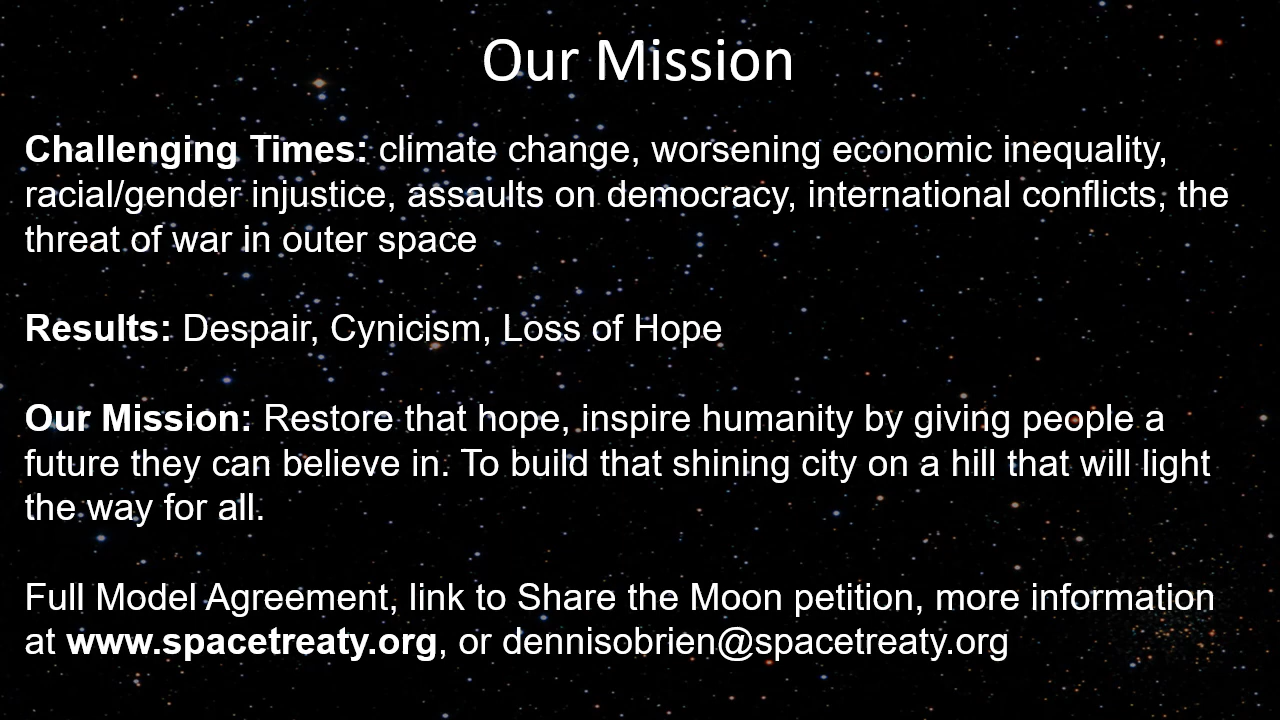 Our Mission
Challenging Times: climate change, worsening economic inequality,
racial/gender injustice, assaults on democracy, international conflicts, the
threat of war in outer space
Results: Despair, Cynicism, Loss of Hope
Our Mission: Restore that hope, inspire humanity by giving people a
future they can believe in. To build that shining city on a hill that will light
the way for all.
Full Model Agreement, link to Share the Moon petition, more information
at www.spacetreaty.org, or dennisobrien@spacetreaty.org